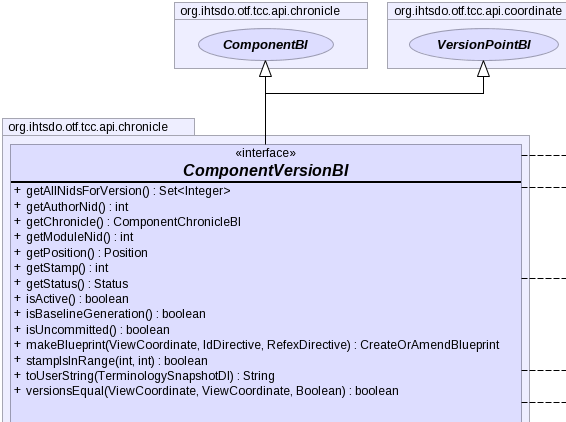 org.ihtsdo.otf.tcc.api.chronicle
org.ihtsdo.otf.tcc.api.coordinate
ComponentBI
VersionPointBI
org.ihtsdo.otf.tcc.api.chronicle
«interface»
ComponentVersionBI
+ getAllNidsForVersion() : Set<Integer>
+ getAuthorNid() : int
+ getChronicle() : ComponentChronicleBI
+ getModuleNid() : int
+ getPosition() : Position
+ getStamp() : int
+ getStatus() : Status
+ isActive() : boolean
+ isBaselineGeneration() : boolean
+ isUncommitted() : boolean
+ makeBlueprint(ViewCoordinate, IdDirective, RefexDirective) : CreateOrAmendBlueprint
+ stampIsInRange(int, int) : boolean
+ toUserString(TerminologySnapshotDI) : String
+ versionsEqual(ViewCoordinate, ViewCoordinate, Boolean) : boolean